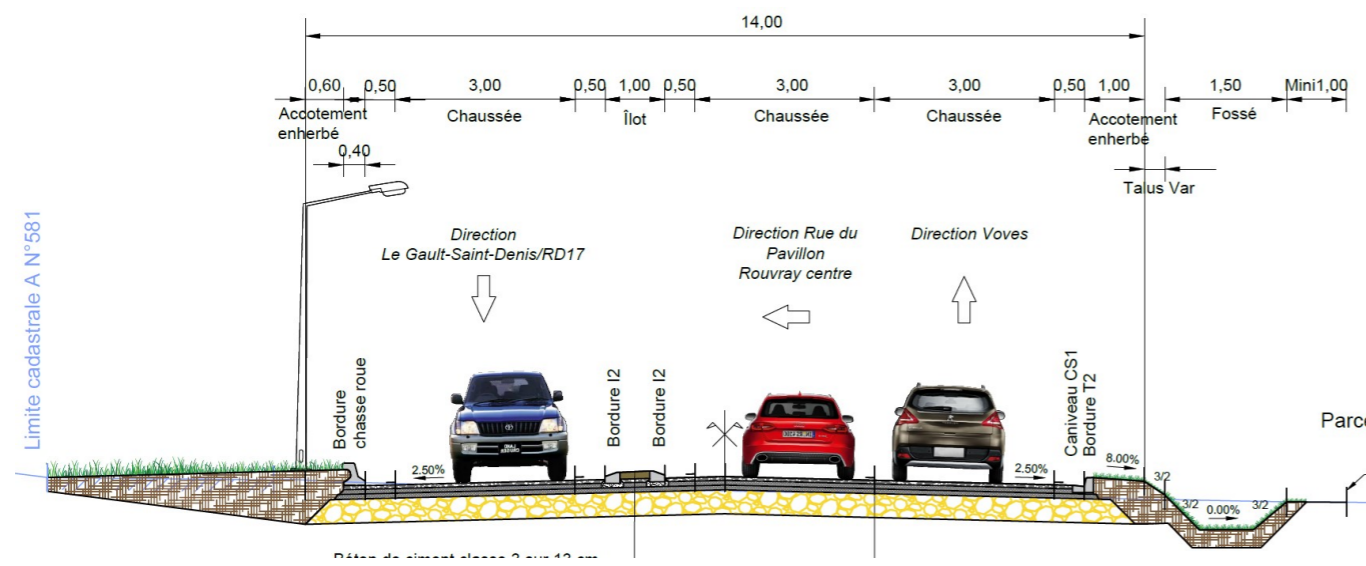 14,00
0,60 0,50 3,00 0,50 1,00 0,50 3,00 3,00 0,50 1,00 1,50 Mini1,00
Accotement
enherbé
Chaussée
Îlot
Chaussée
Chaussée
Accotement
enherbé
Fossé
0,40
Talus Var
Limite cadastrale A N°581
Direction
Le Gault-Saint-Denis/RD17
Direction Rue du
Pavillon
Rouvray centre
Direction Voves
Bordure
chasse roue
Bordure I2
Bordure I2
Caniveau CS1
Bordure T2
Parc
2.50%
2.50%
8.00%
3/2
3/2
0.00%
3/2